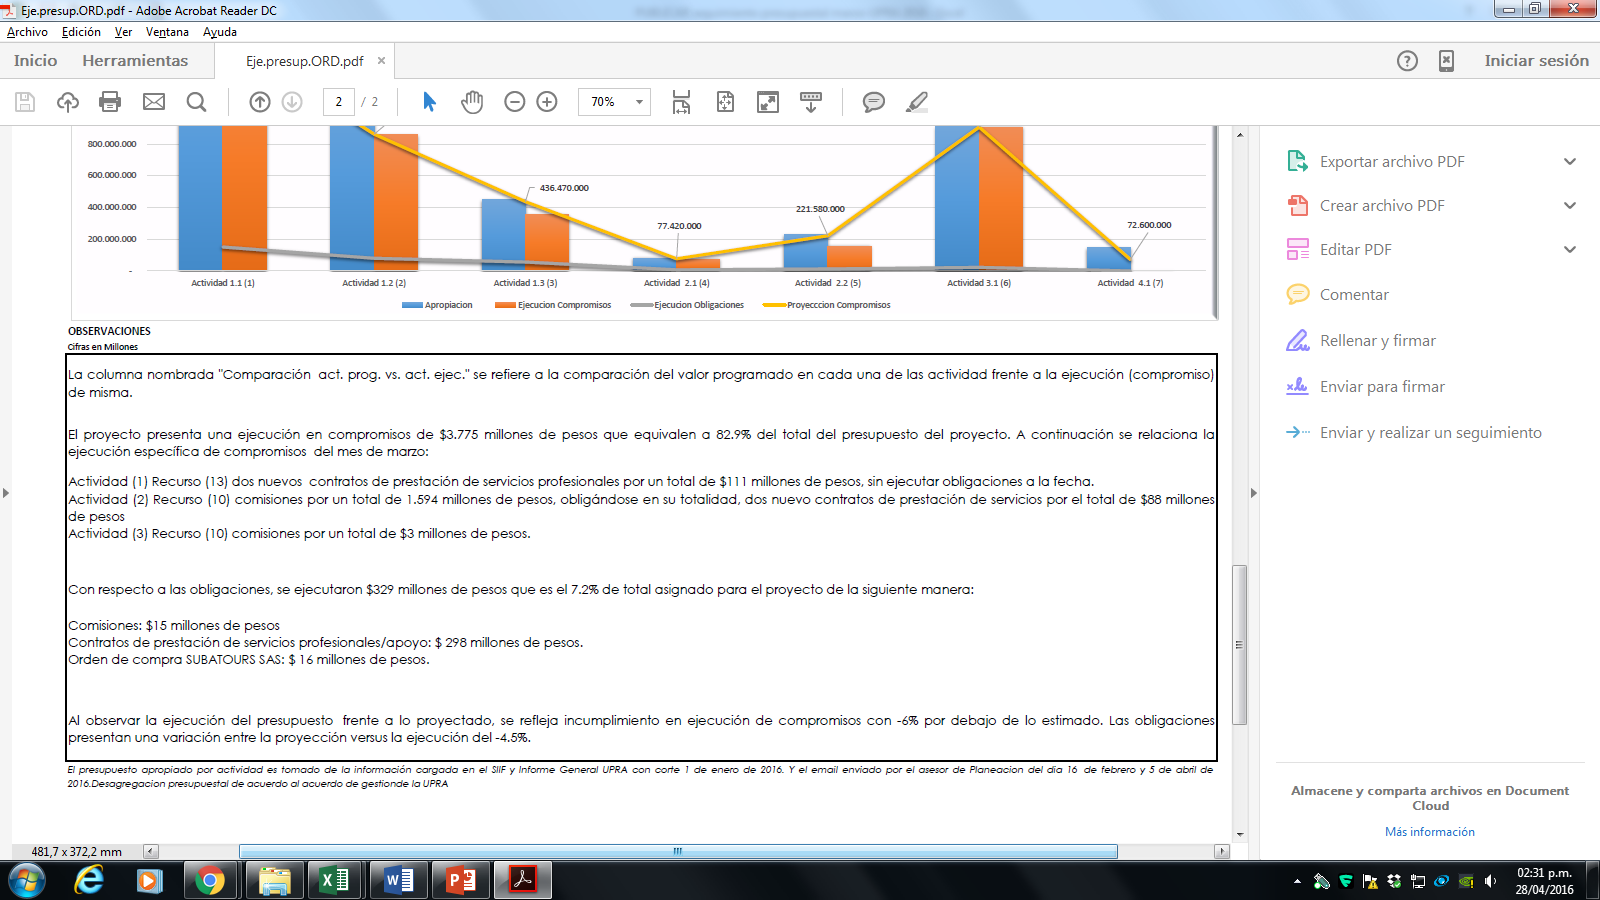 Eje.presup.ORD.pdf - Adobe Acrobat Reader DC
Archivo Edición Ver Ventana Ayuda
Inicio Herramientas Eje.presup.ORD.pdf × Iniciar sesión
2 / 2 70%
800.000.000
600.000.000
400.000.000
200.000.000
-
436.470.000
77.420.000
221.580.000
72.600.000
Actividad 1.1 (1) Actividad 1.2 (2) Actividad 1.3 (3) Actividad 2.1 (4) Actividad 2.2 (5) Actividad 3.1 (6) Actividad 4.1 (7)
Apropiacion Ejecucion Compromisos Ejecucion Obligaciones Proyecccion Compromisos
OBSERVACIONES
Cifras en Millones
La columna nombrada "Comparación act. prog. vs. act. ejec." se refiere a la comparación del valor programado en cada una de las actividad frente a la ejecución (compromiso)
de misma.
El proyecto presenta una ejecución en compromisos de $3.775 millones de pesos que equivalen a 82.9% del total del presupuesto del proyecto. A continuación se relaciona la
ejecución específica de compromisos del mes de marzo:
Actividad (1) Recurso (13) dos nuevos contratos de prestación de servicios profesionales por un total de $111 millones de pesos, sin ejecutar obligaciones a la fecha.
Actividad (2) Recurso (10) comisiones por un total de 1.594 millones de pesos, obligándose en su totalidad, dos nuevo contratos de prestación de servicios por el total de $88 millones
de pesos
Actividad (3) Recurso (10) comisiones por un total de $3 millones de pesos.
Con respecto a las obligaciones, se ejecutaron $329 millones de pesos que es el 7.2% de total asignado para el proyecto de la siguiente manera:
Comisiones: $15 millones de pesos
Contratos de prestación de servicios profesionales/apoyo: $ 298 millones de pesos.
Orden de compra SUBATOURS SAS: $ 16 millones de pesos.
Al observar la ejecución del presupuesto frente a lo proyectado, se refleja incumplimiento en ejecución de compromisos con -6% por debajo de lo estimado. Las obligaciones
presentan una variación entre la proyección versus la ejecución del -4.5%.
El presupuesto apropiado por actividad es tomado de la información cargada en el SIIF y Informe General UPRA con corte 1 de enero de 2016. Y el email enviado por el asesor de Planeacion del dia 16 de febrero y 5 de abril de
2016.Desagregacion presupuestal de acuerdo al acuerdo de gestionde la UPRA
481,7 x 372,2 mm
Exportar archivo PDF
Crear archivo PDF
Editar PDF
Comentar
Rellenar y firmar
Enviar para firmar
Enviar y realizar un seguimiento
Almacene y comparta archivos en Document
Cloud
Más información
02:31 p.m.
28/04/2016